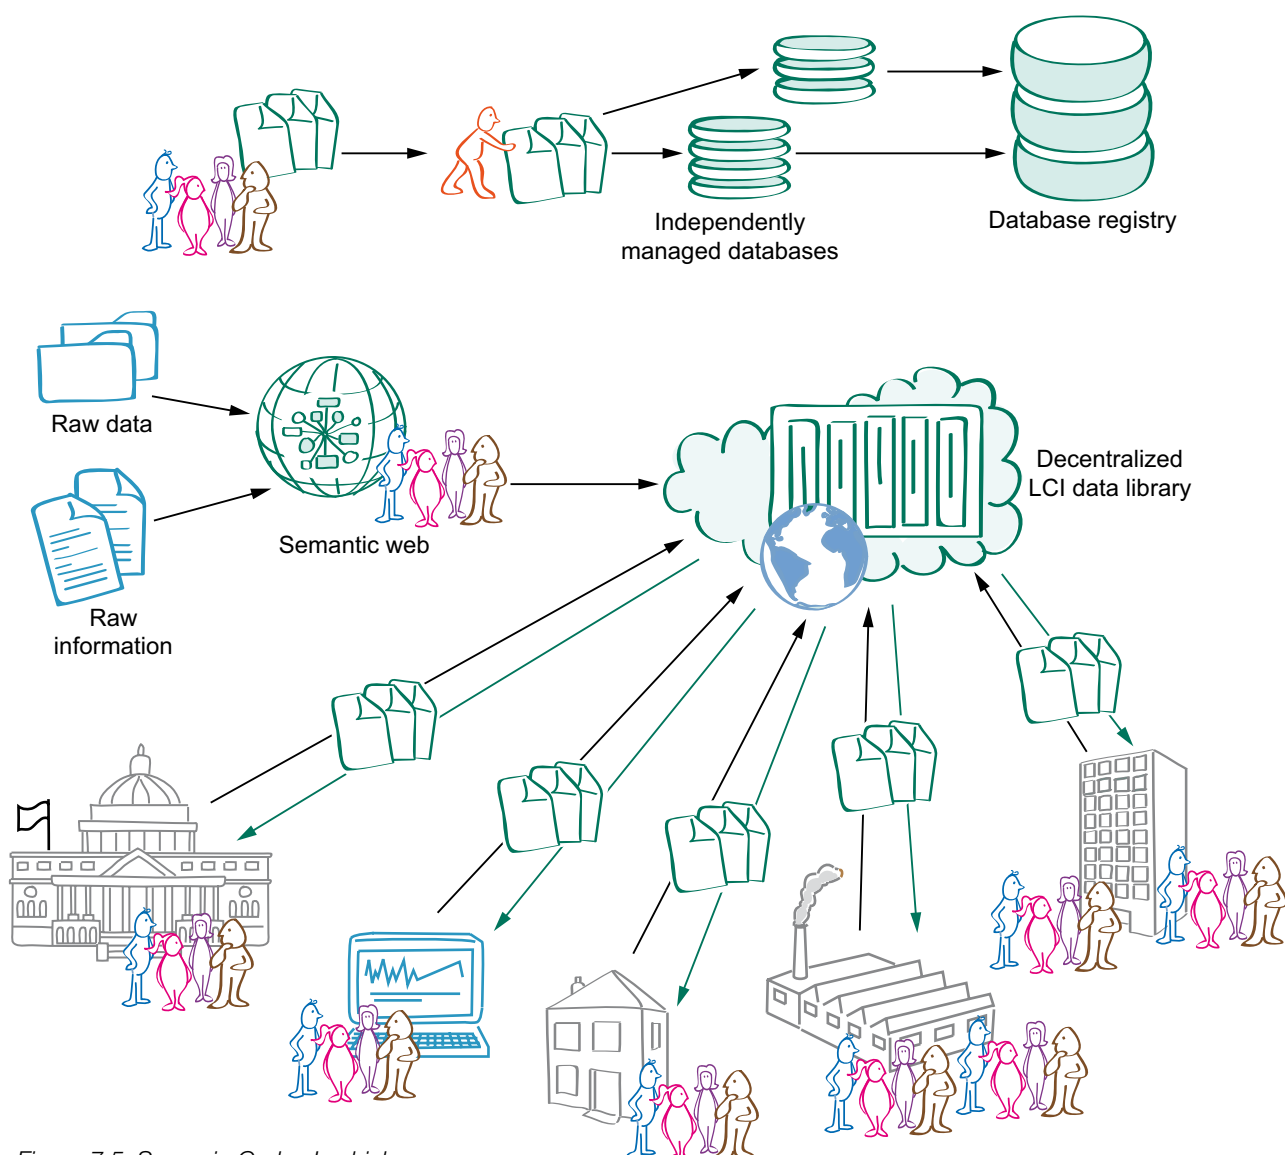 Independently
managed databases
Database registry
Raw data
Semantic web
Raw
information
Decentralized
LCI data library